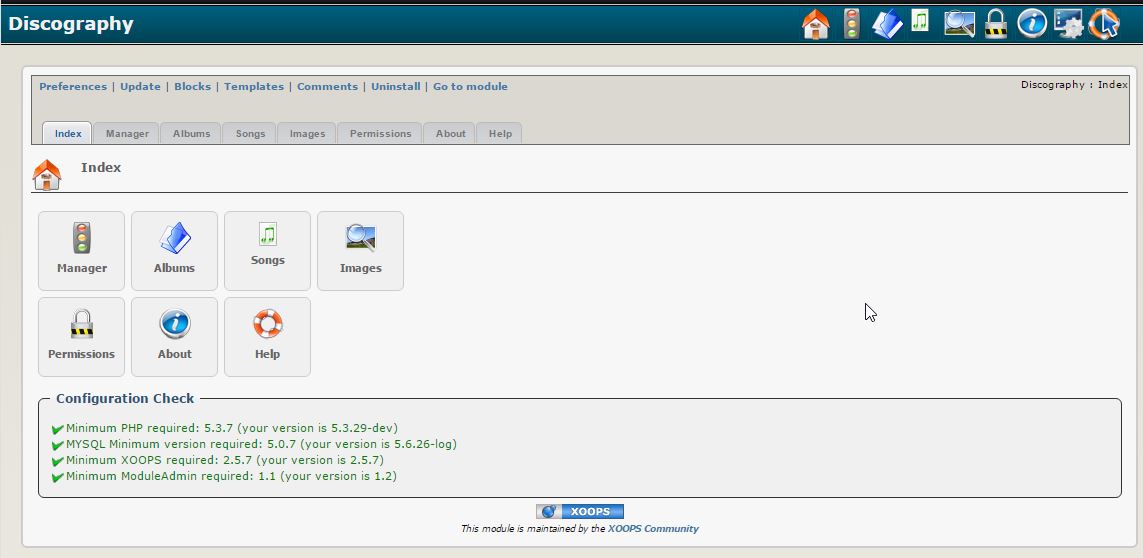 Discography
Preferences | Update | Blocks | Templates | Comments | Uninstall | Go to module
Discography : Index
Index Manager Albums Songs Images Permissions About Help
Index
Manager Albums Songs Images
Permissions About Help
Configuration Check
Minimum PHP required: 5.3.7 (your version is 5.3.29-dev)
MYSQL Minimum version required: 5.0.7 (your version is 5.6.26-log)
Minimum XOOPS required: 2.5.7 (your version is 2.5.7)
Minimum ModuleAdmin required: 1.1 (your version is 1.2)
XOOPS
This module is maintained by the XOOPS Community